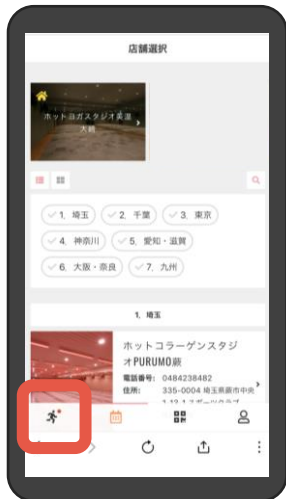 店舗選択
ホットヨガスタジオ美温
大崎
1, 埼玉
2, 千葉
3, 東京
4, 神奈川
5, 愛知・滋賀
6, 大阪・奈良
7, 九州
1, 埼玉
ホットコラーゲンスタジ
オPURUMO蕨
電話番号: 0484238482
住所: 335-0004 埼玉県蕨市中央